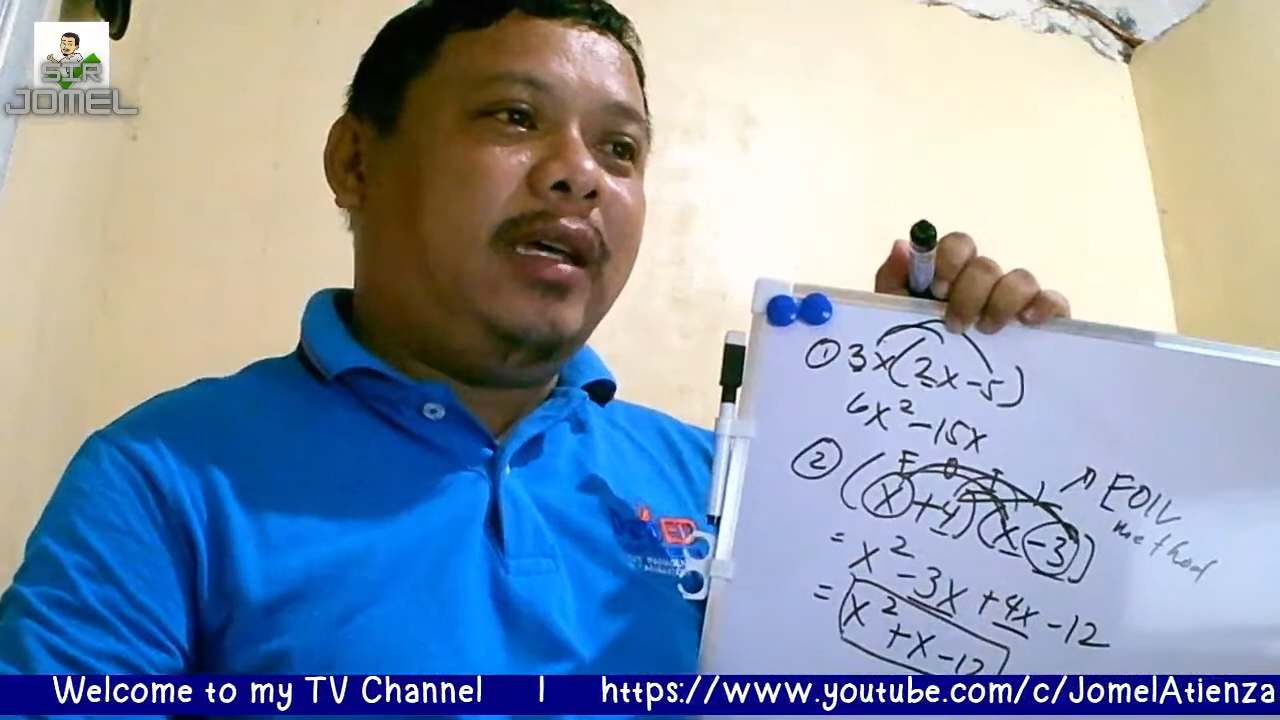 SIR
JOMEL
① 3x(2x-5)
6x²-15x
② F O I L
(x+4)(x-3)
FOIL
method
= x²-3x+4x-12
= x²+x-12
Welcome to my TV Channel | https://www.youtube.com/c/JomelAtienza